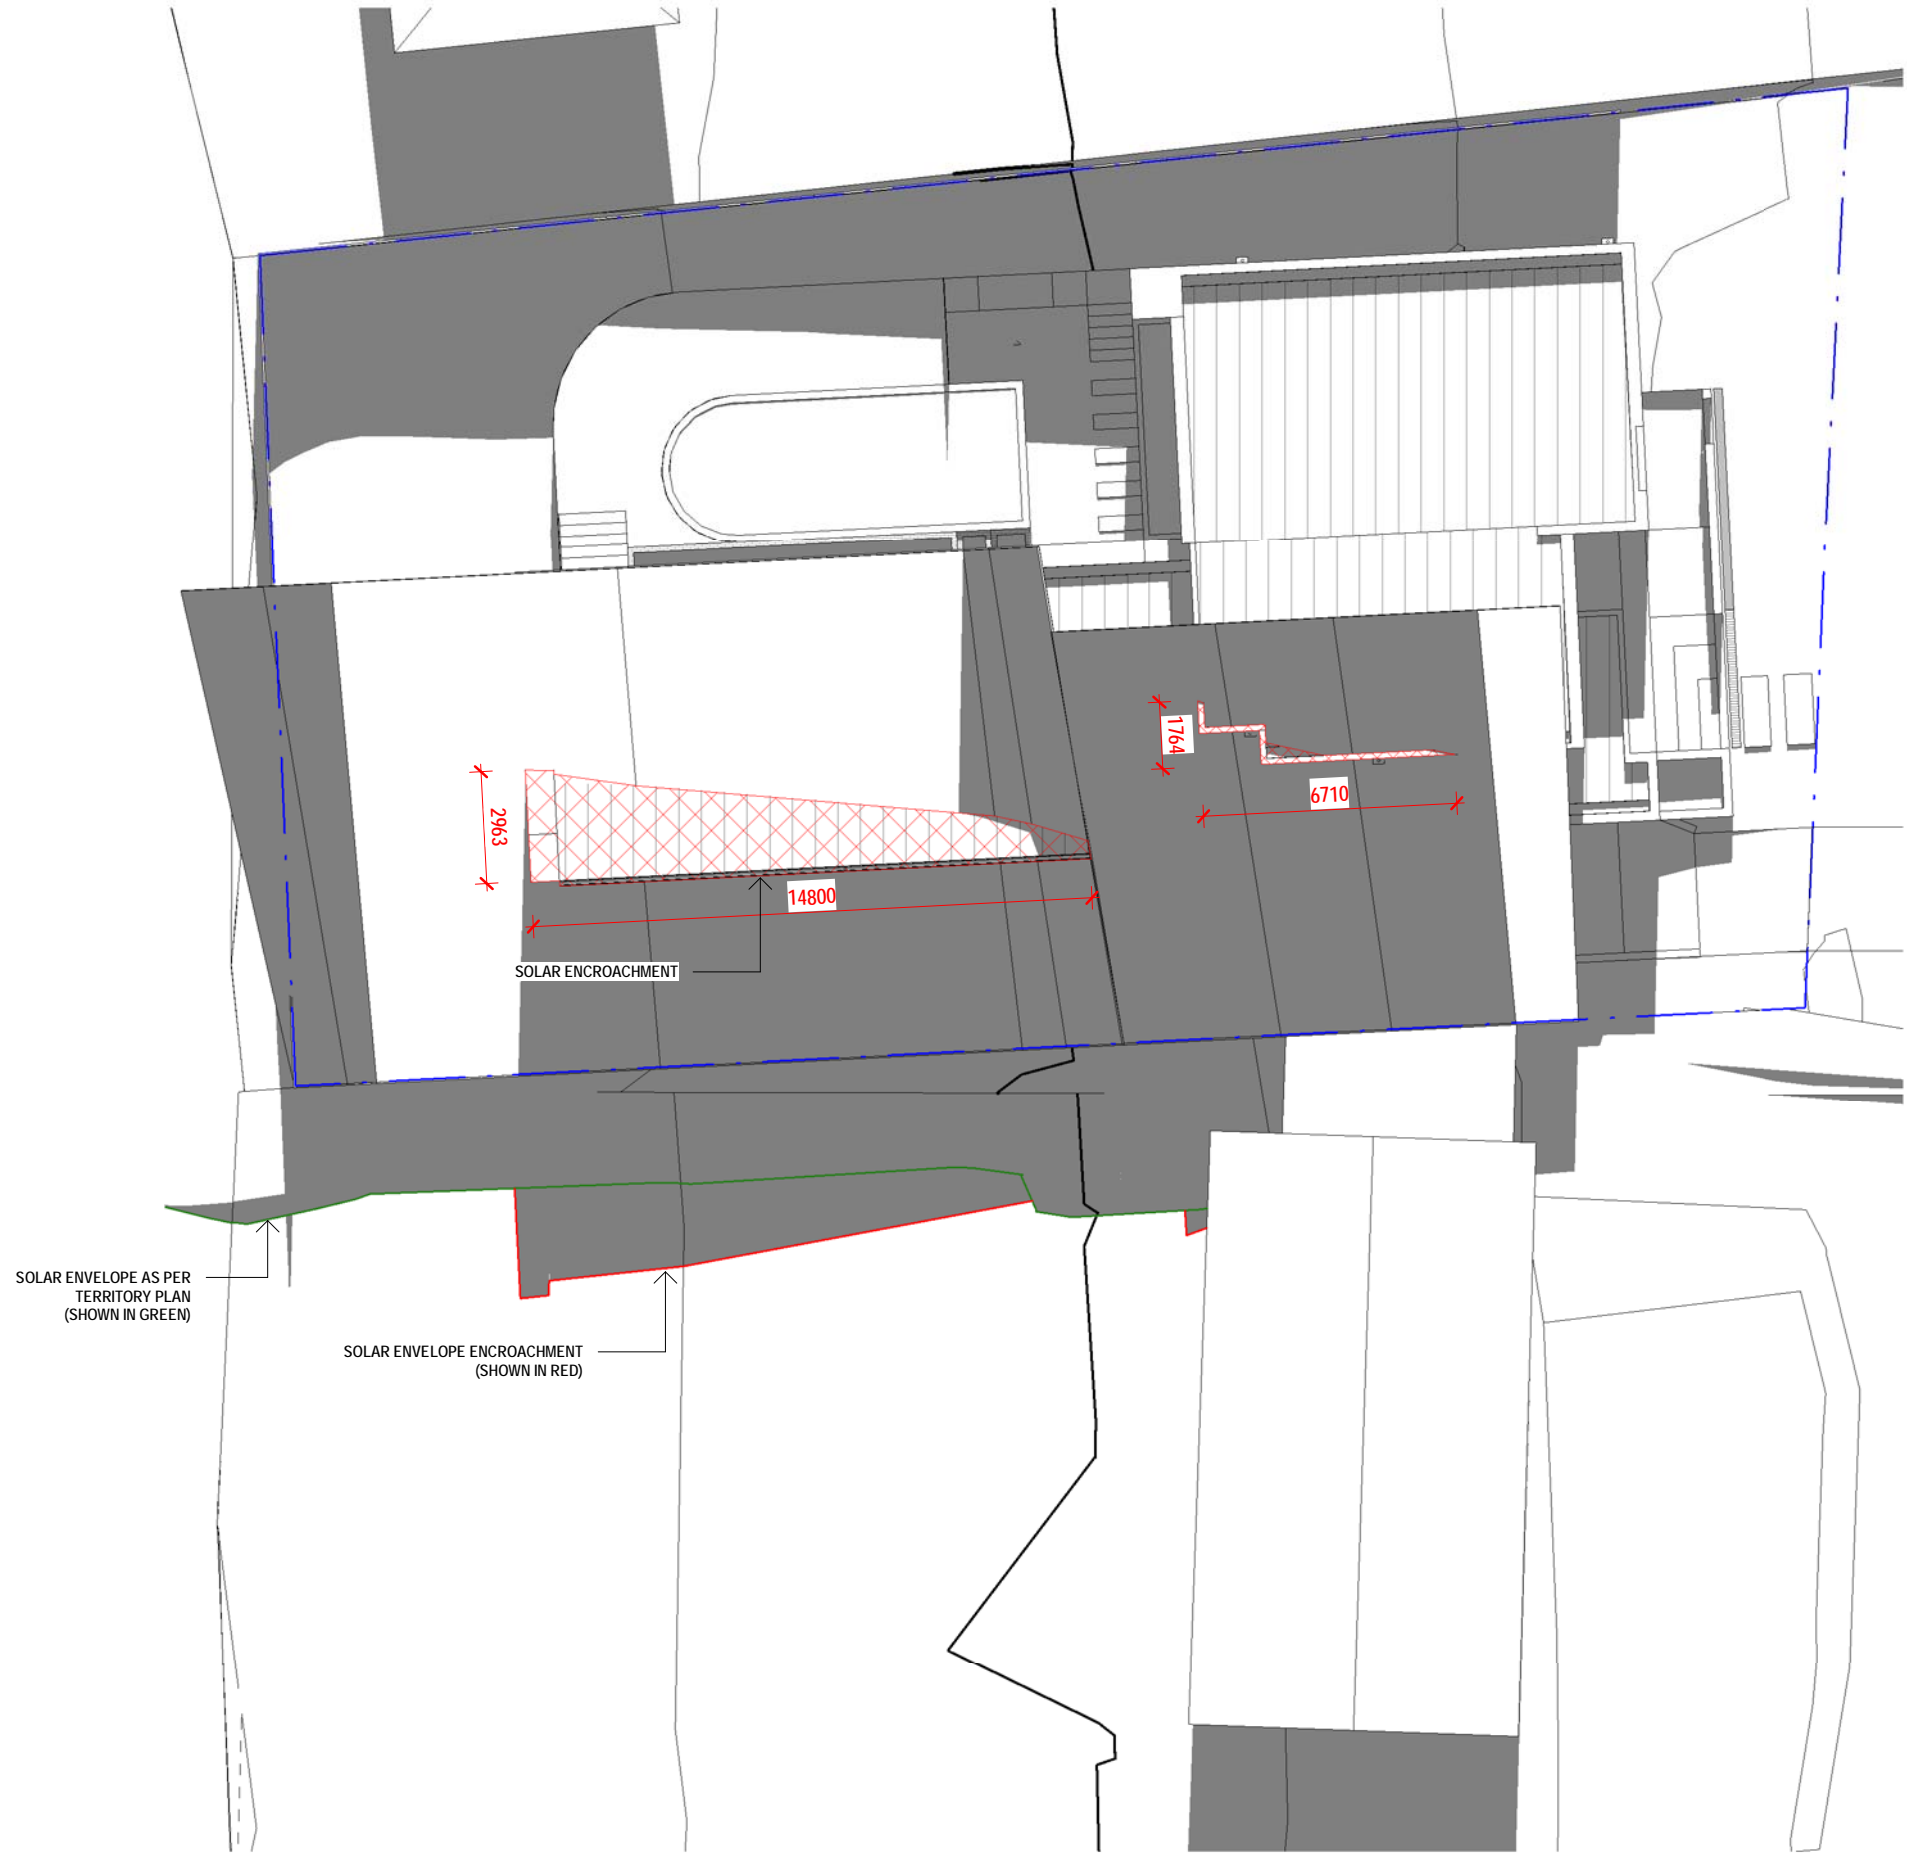 1764
6710
2963
14800
SOLAR ENCROACHMENT
SOLAR ENVELOPE AS PER
TERRITORY PLAN
(SHOWN IN GREEN)
SOLAR ENVELOPE ENCROACHMENT
(SHOWN IN RED)